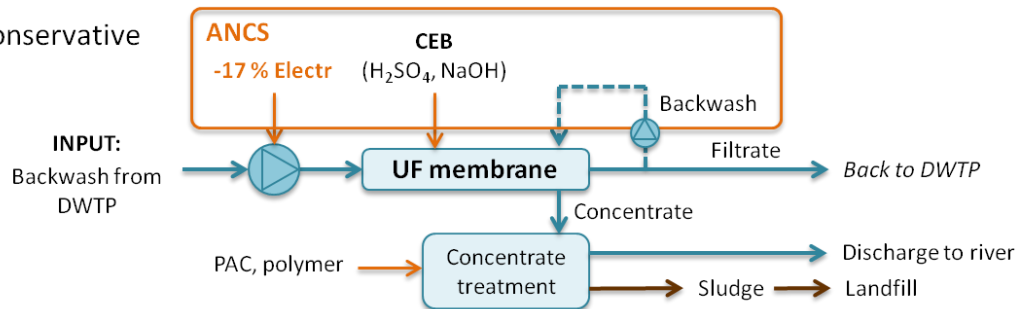 onservative
ANCS
CEB
-17 % Electr
(H₂SO₄, NaOH)
Backwash
INPUT:
Backwash from
DWTP
UF membrane
Filtrate
Back to DWTP
Concentrate
PAC, polymer
Concentrate
treatment
Discharge to river
Sludge
Landfill